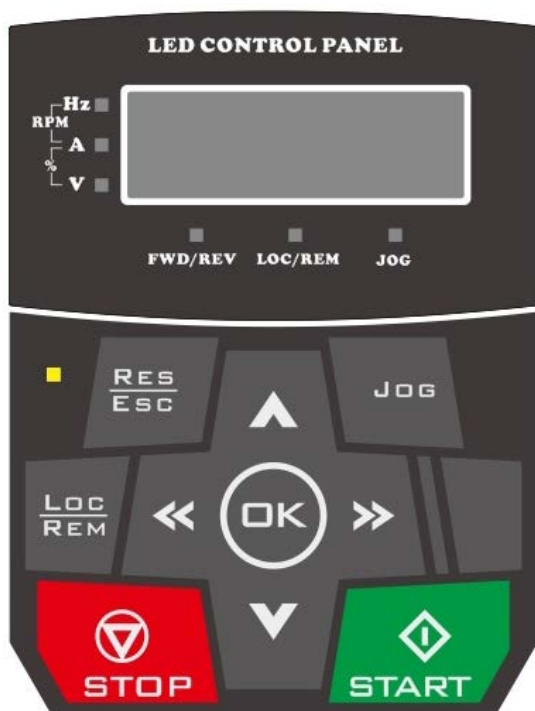 LED CONTROL PANEL
Hz
RPM
A
%
V
FWD/REV LOC/REM JOG
RES
ESC
JOG
LOC
REM
OK
STOP
START